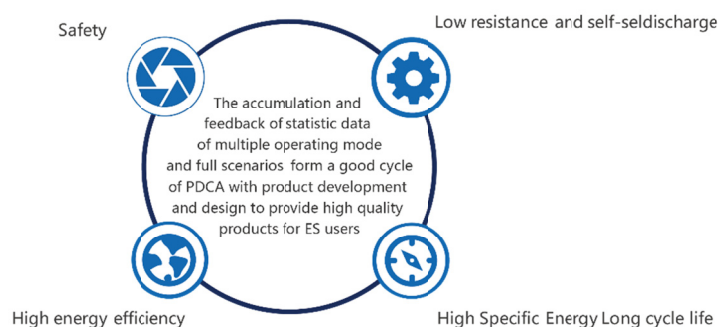 Safety
Low resistance and self-seldischarge
The accumulation and
feedback of statistic data
of multiple operating mode
and full scenarios form a good cycle
of PDCA with product development
and design to provide high quality
products for ES users
High energy efficiency
High Specific Energy Long cycle life